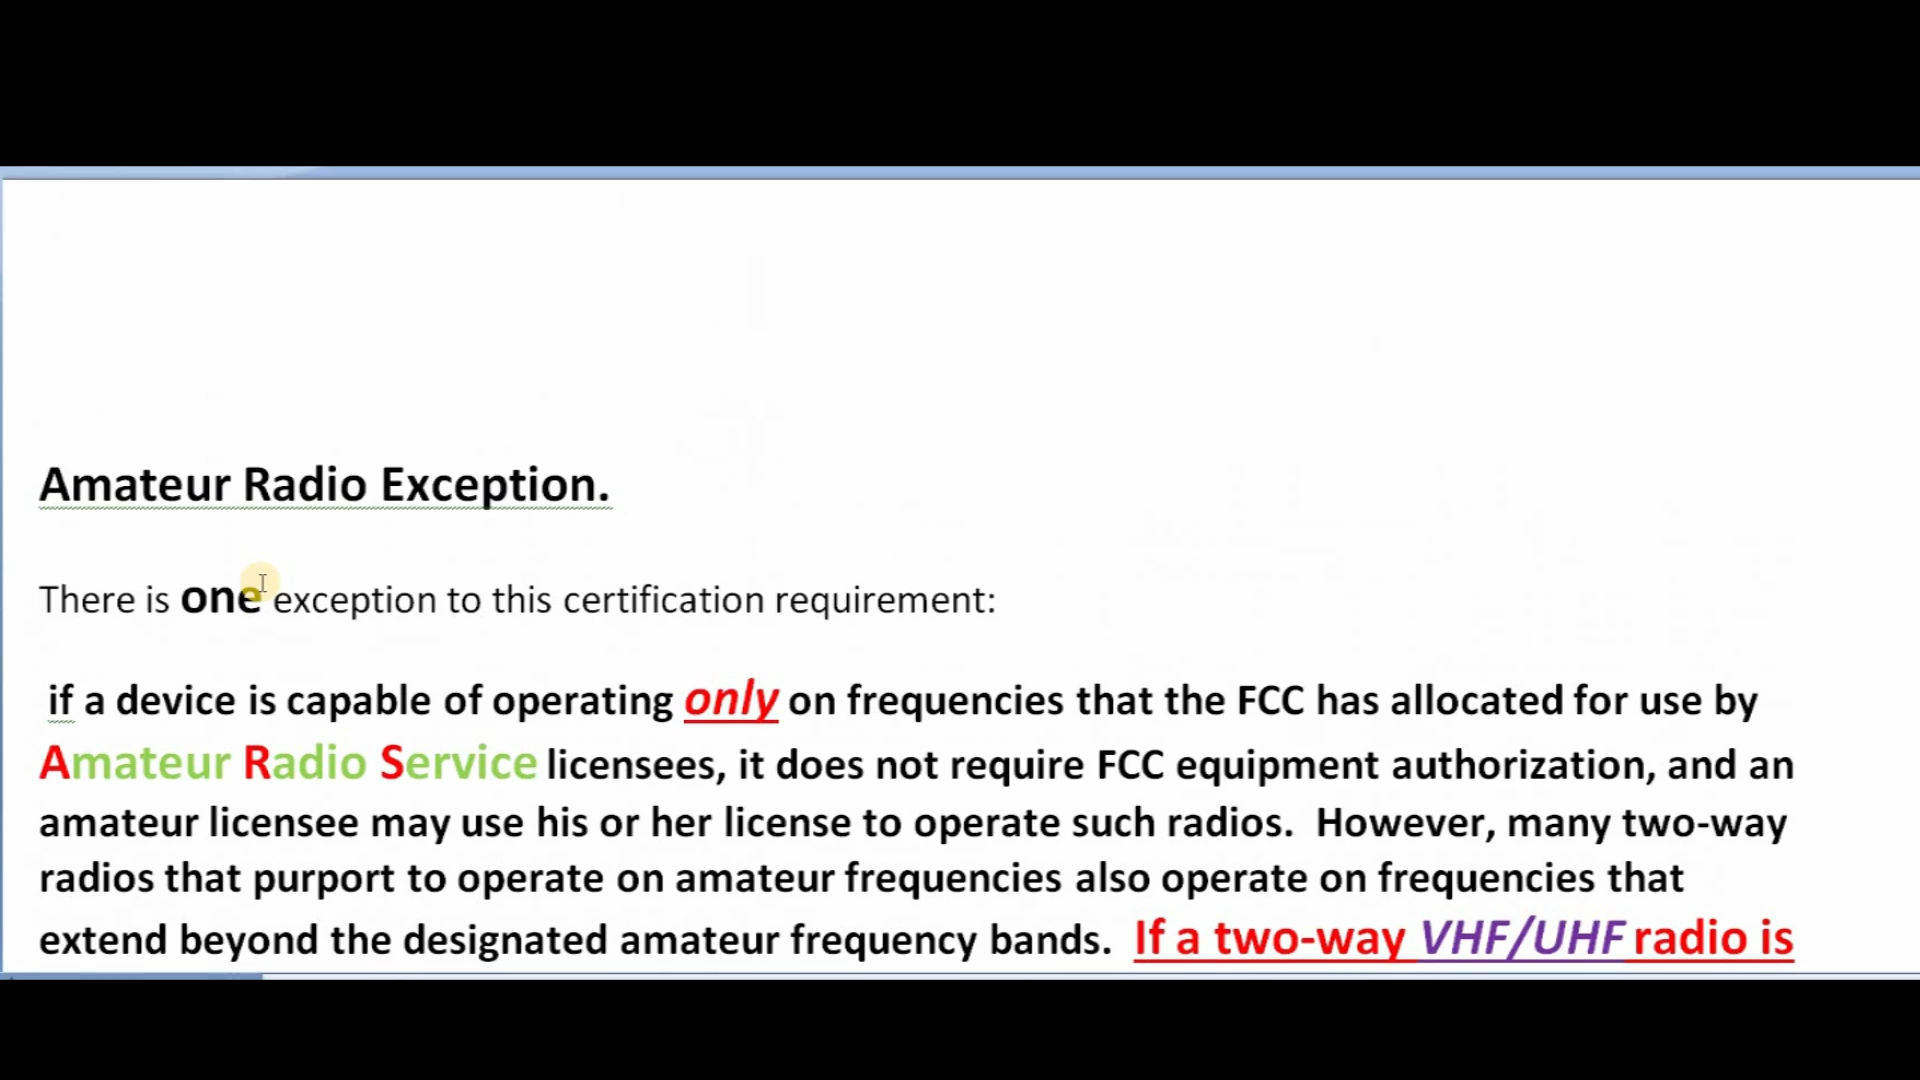 Amateur Radio Exception.
There is one exception to this certification requirement:
if a device is capable of operating only on frequencies that the FCC has allocated for use by
Amateur Radio Service licensees, it does not require FCC equipment authorization, and an
amateur licensee may use his or her license to operate such radios.  However, many two-way
radios that purport to operate on amateur frequencies also operate on frequencies that
extend beyond the designated amateur frequency bands.  If a two-way VHF/UHF radio is